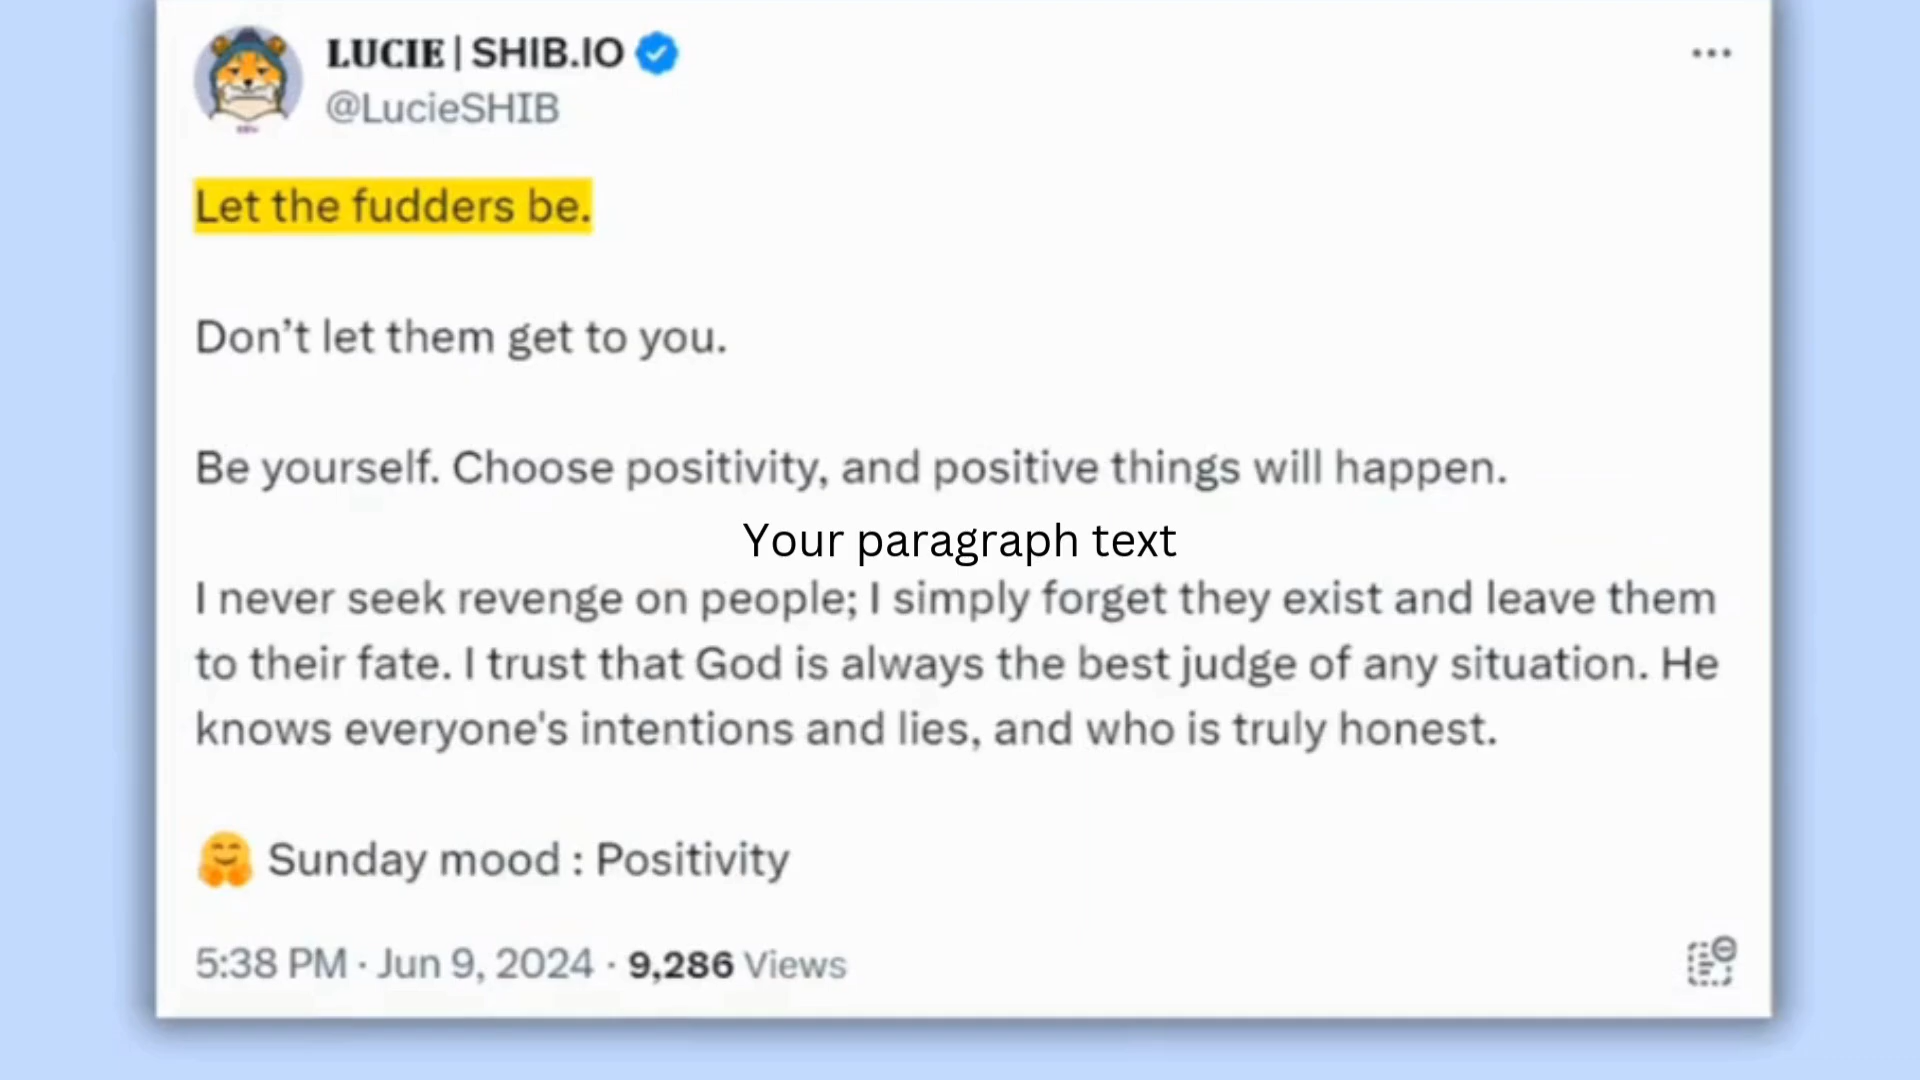 LUCIE | SHIB.IO
@LucieSHIB
Let the fudders be.
Don’t let them get to you.
Be yourself. Choose positivity, and positive things will happen.
Your paragraph text
I never seek revenge on people; I simply forget they exist and leave them
to their fate. I trust that God is always the best judge of any situation. He
knows everyone's intentions and lies, and who is truly honest.
🤗 Sunday mood : Positivity
5:38 PM · Jun 9, 2024 · 9,286 Views